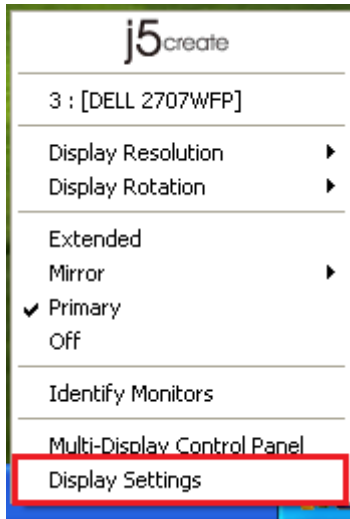 j5create
3 : [DELL 2707WFP]
Display Resolution
Display Rotation
Extended
Mirror
Primary
Off
Identify Monitors
Multi-Display Control Panel
Display Settings